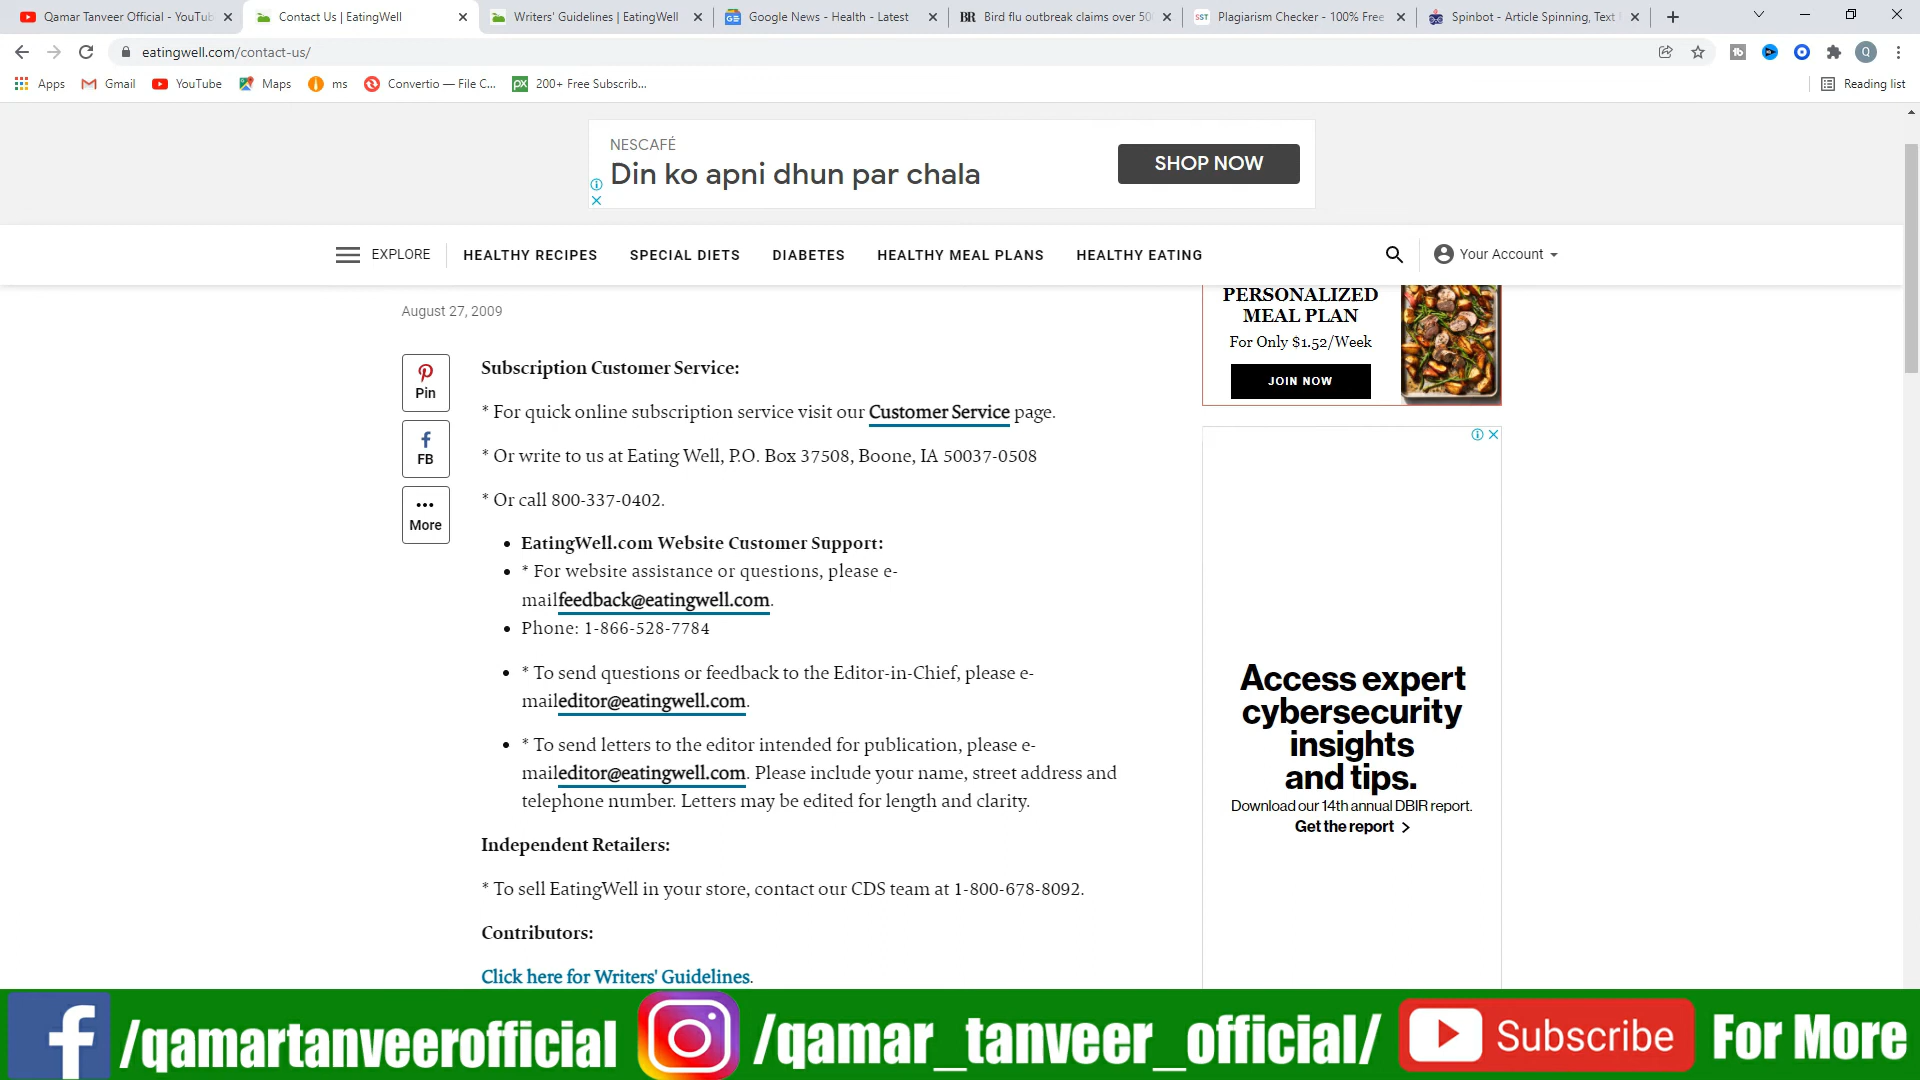 Qamar Tanveer Official - YouTub
Contact Us | EatingWell
Writers' Guidelines | EatingWell
Google News - Health - Latest
BR Bird flu outbreak claims over 50
SST Plagiarism Checker - 100% Free
Spinbot - Article Spinning, Text
eatingwell.com/contact-us/
Q
Apps
Gmail
YouTube
Maps
ms
Convertio — File C...
px 200+ Free Subscrib...
Reading list
NESCAFÉ
Din ko apni dhun par chala
SHOP NOW
EXPLORE
HEALTHY RECIPES
SPECIAL DIETS
DIABETES
HEALTHY MEAL PLANS
HEALTHY EATING
Your Account
August 27, 2009
PERSONALIZED
MEAL PLAN
For Only $1.52/Week
JOIN NOW
Pin
FB
More
Subscription Customer Service:
* For quick online subscription service visit our Customer Service page.
* Or write to us at Eating Well, P.O. Box 37508, Boone, IA 50037-0508
* Or call 800-337-0402.
• EatingWell.com Website Customer Support:
• * For website assistance or questions, please e-
mailfeedback@eatingwell.com.
• Phone: 1-866-528-7784
• * To send questions or feedback to the Editor-in-Chief, please e-
maileditor@eatingwell.com.
• * To send letters to the editor intended for publication, please e-
maileditor@eatingwell.com. Please include your name, street address and
telephone number. Letters may be edited for length and clarity.
Independent Retailers:
* To sell EatingWell in your store, contact our CDS team at 1-800-678-8092.
Contributors:
Click here for Writers' Guidelines.
Access expert
cybersecurity
insights
and tips.
Download our 14th annual DBIR report.
Get the report >
f /qamartanveerofficial
/qamar_tanveer_official/
Subscribe
For More